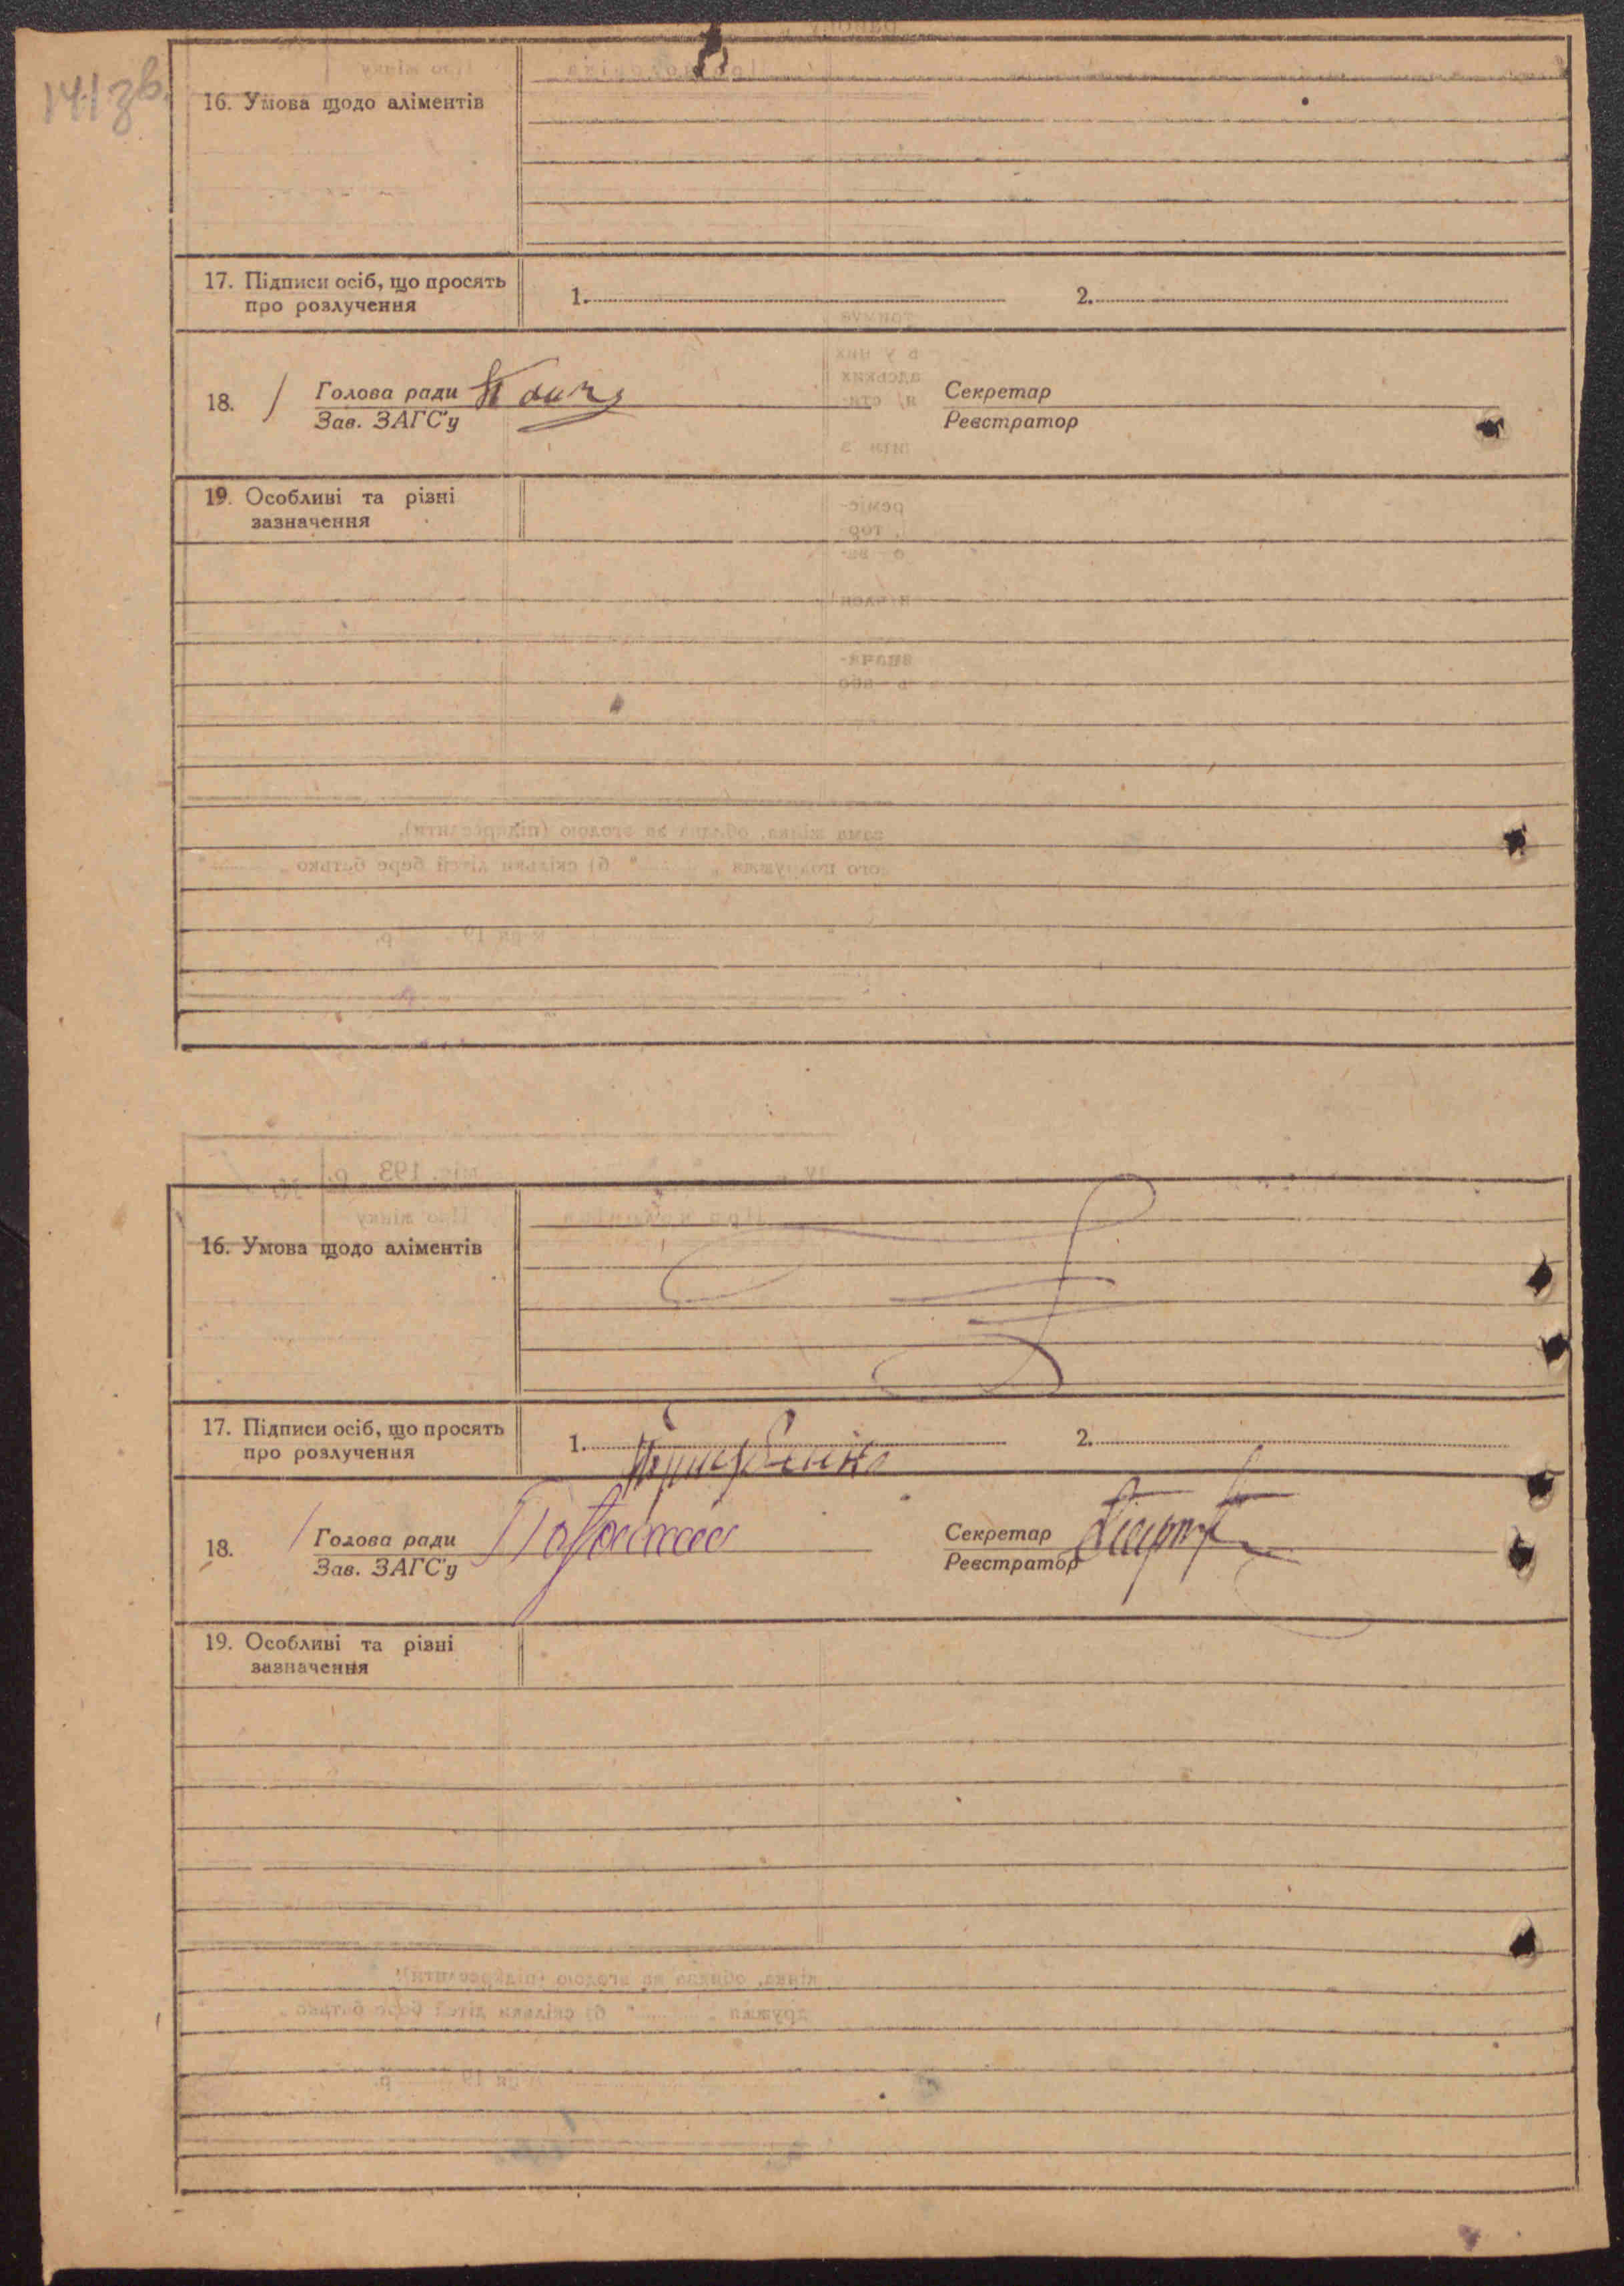 141зв.
16. Умова щодо аліментів
17. Підписи осіб, що просять
про розлучення
1. 2.
18. Голова ради Секретар
Зав. ЗАГС'у Реєстратор
19. Особливі та різні
зазначення
16. Умова щодо аліментів
17. Підписи осіб, що просять
про розлучення
1. 2.
18. Голова ради Секретар
Зав. ЗАГС'у Реєстратор
19. Особливі та різні
зазначення